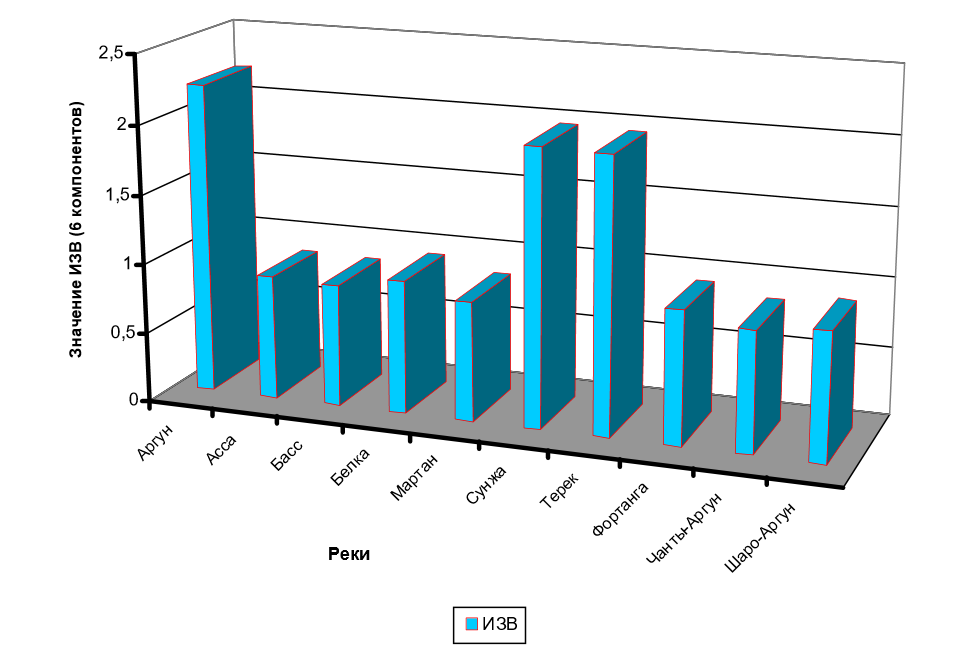 Значение ИЗВ (6 компонентов)
2,5
2
1,5
1
0,5
0
Аргун
Асса
Басс
Белка
Мартан
Сунжа
Терек
Фортанга
Чанты-Аргун
Шаро-Аргун
Реки
ИЗВ